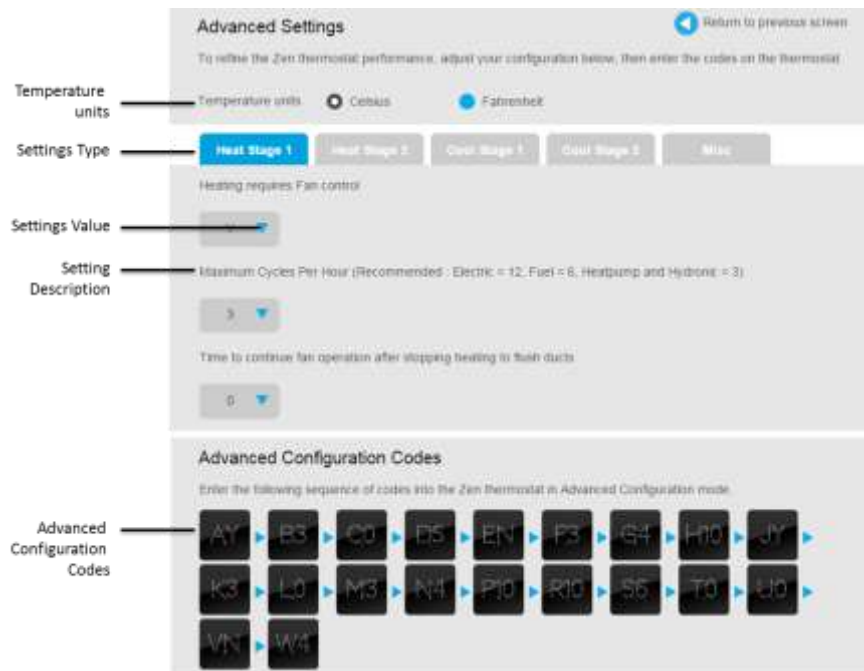 Advanced Settings
Return to previous screen
To refine the Zen thermostat performance, adjust your configuration below, then enter the codes on the thermostat
Temperature
units
Temperature units Celsius Fahrenheit
Settings Type
Heat Stage 1 Heat Stage 2 Cool Stage 1 Cool Stage 2 Misc
Heating requires Fan control
Settings Value
Setting
Description
Maximum Cycles Per Hour (Recommended : Electric = 12, Fuel = 6, Heatpump and Hydronic = 3)
3
Time to continue fan operation after stopping heating to flush ducts
0
Advanced Configuration Codes
Enter the following sequence of codes into the Zen thermostat in Advanced Configuration mode.
Advanced
Configuration
Codes
AY B3 C0 D5 EN F3 G4 H10 JY
K3 L0 M3 N4 P10 R10 S5 T0 U0
VN W4